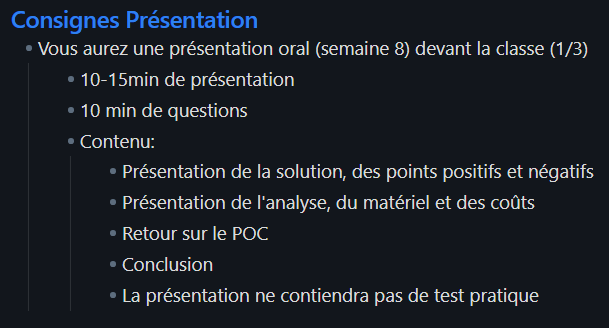 Consignes Présentation
Vous aurez une présentation oral (semaine 8) devant la classe (1/3)
10-15min de présentation
10 min de questions
Contenu:
Présentation de la solution, des points positifs et négatifs
Présentation de l'analyse, du matériel et des coûts
Retour sur le POC
Conclusion
La présentation ne contiendra pas de test pratique